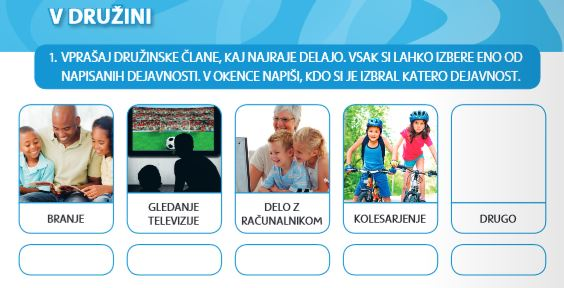 V DRUŽINI
1. VPRAŠAJ DRUŽINSKE ČLANE, KAJ NAJRAJE DELAJO. VSAK SI LAHKO IZBERE ENO OD
NAPISANIH DEJAVNOSTI. V OKENCE NAPIŠI, KDO SI JE IZBRAL KATERO DEJAVNOST.
BRANJE
GLEDANJE
TELEVIZIJE
DELO Z
RAČUNALNIKOM
KOLESARJENJE
DRUGO